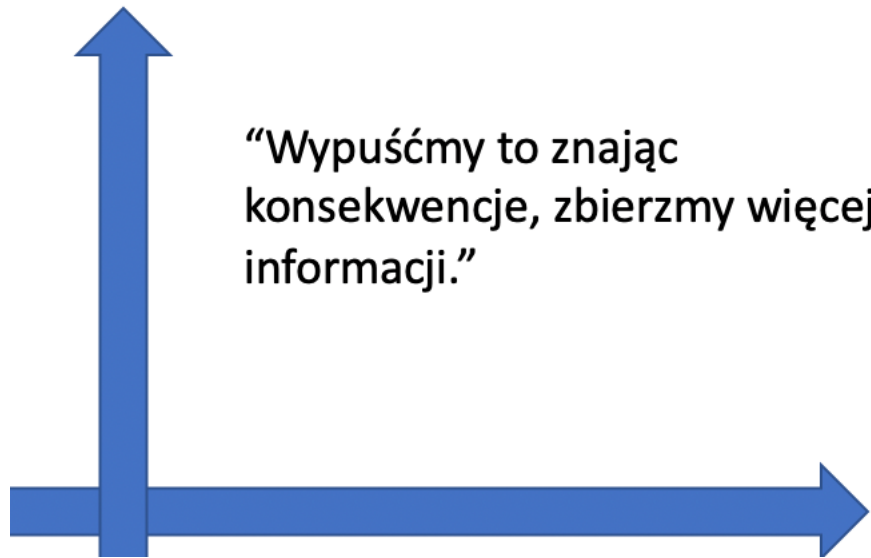 “Wypuśćmy to znając
konsekwencje, zbierzmy więcej
informacji.”